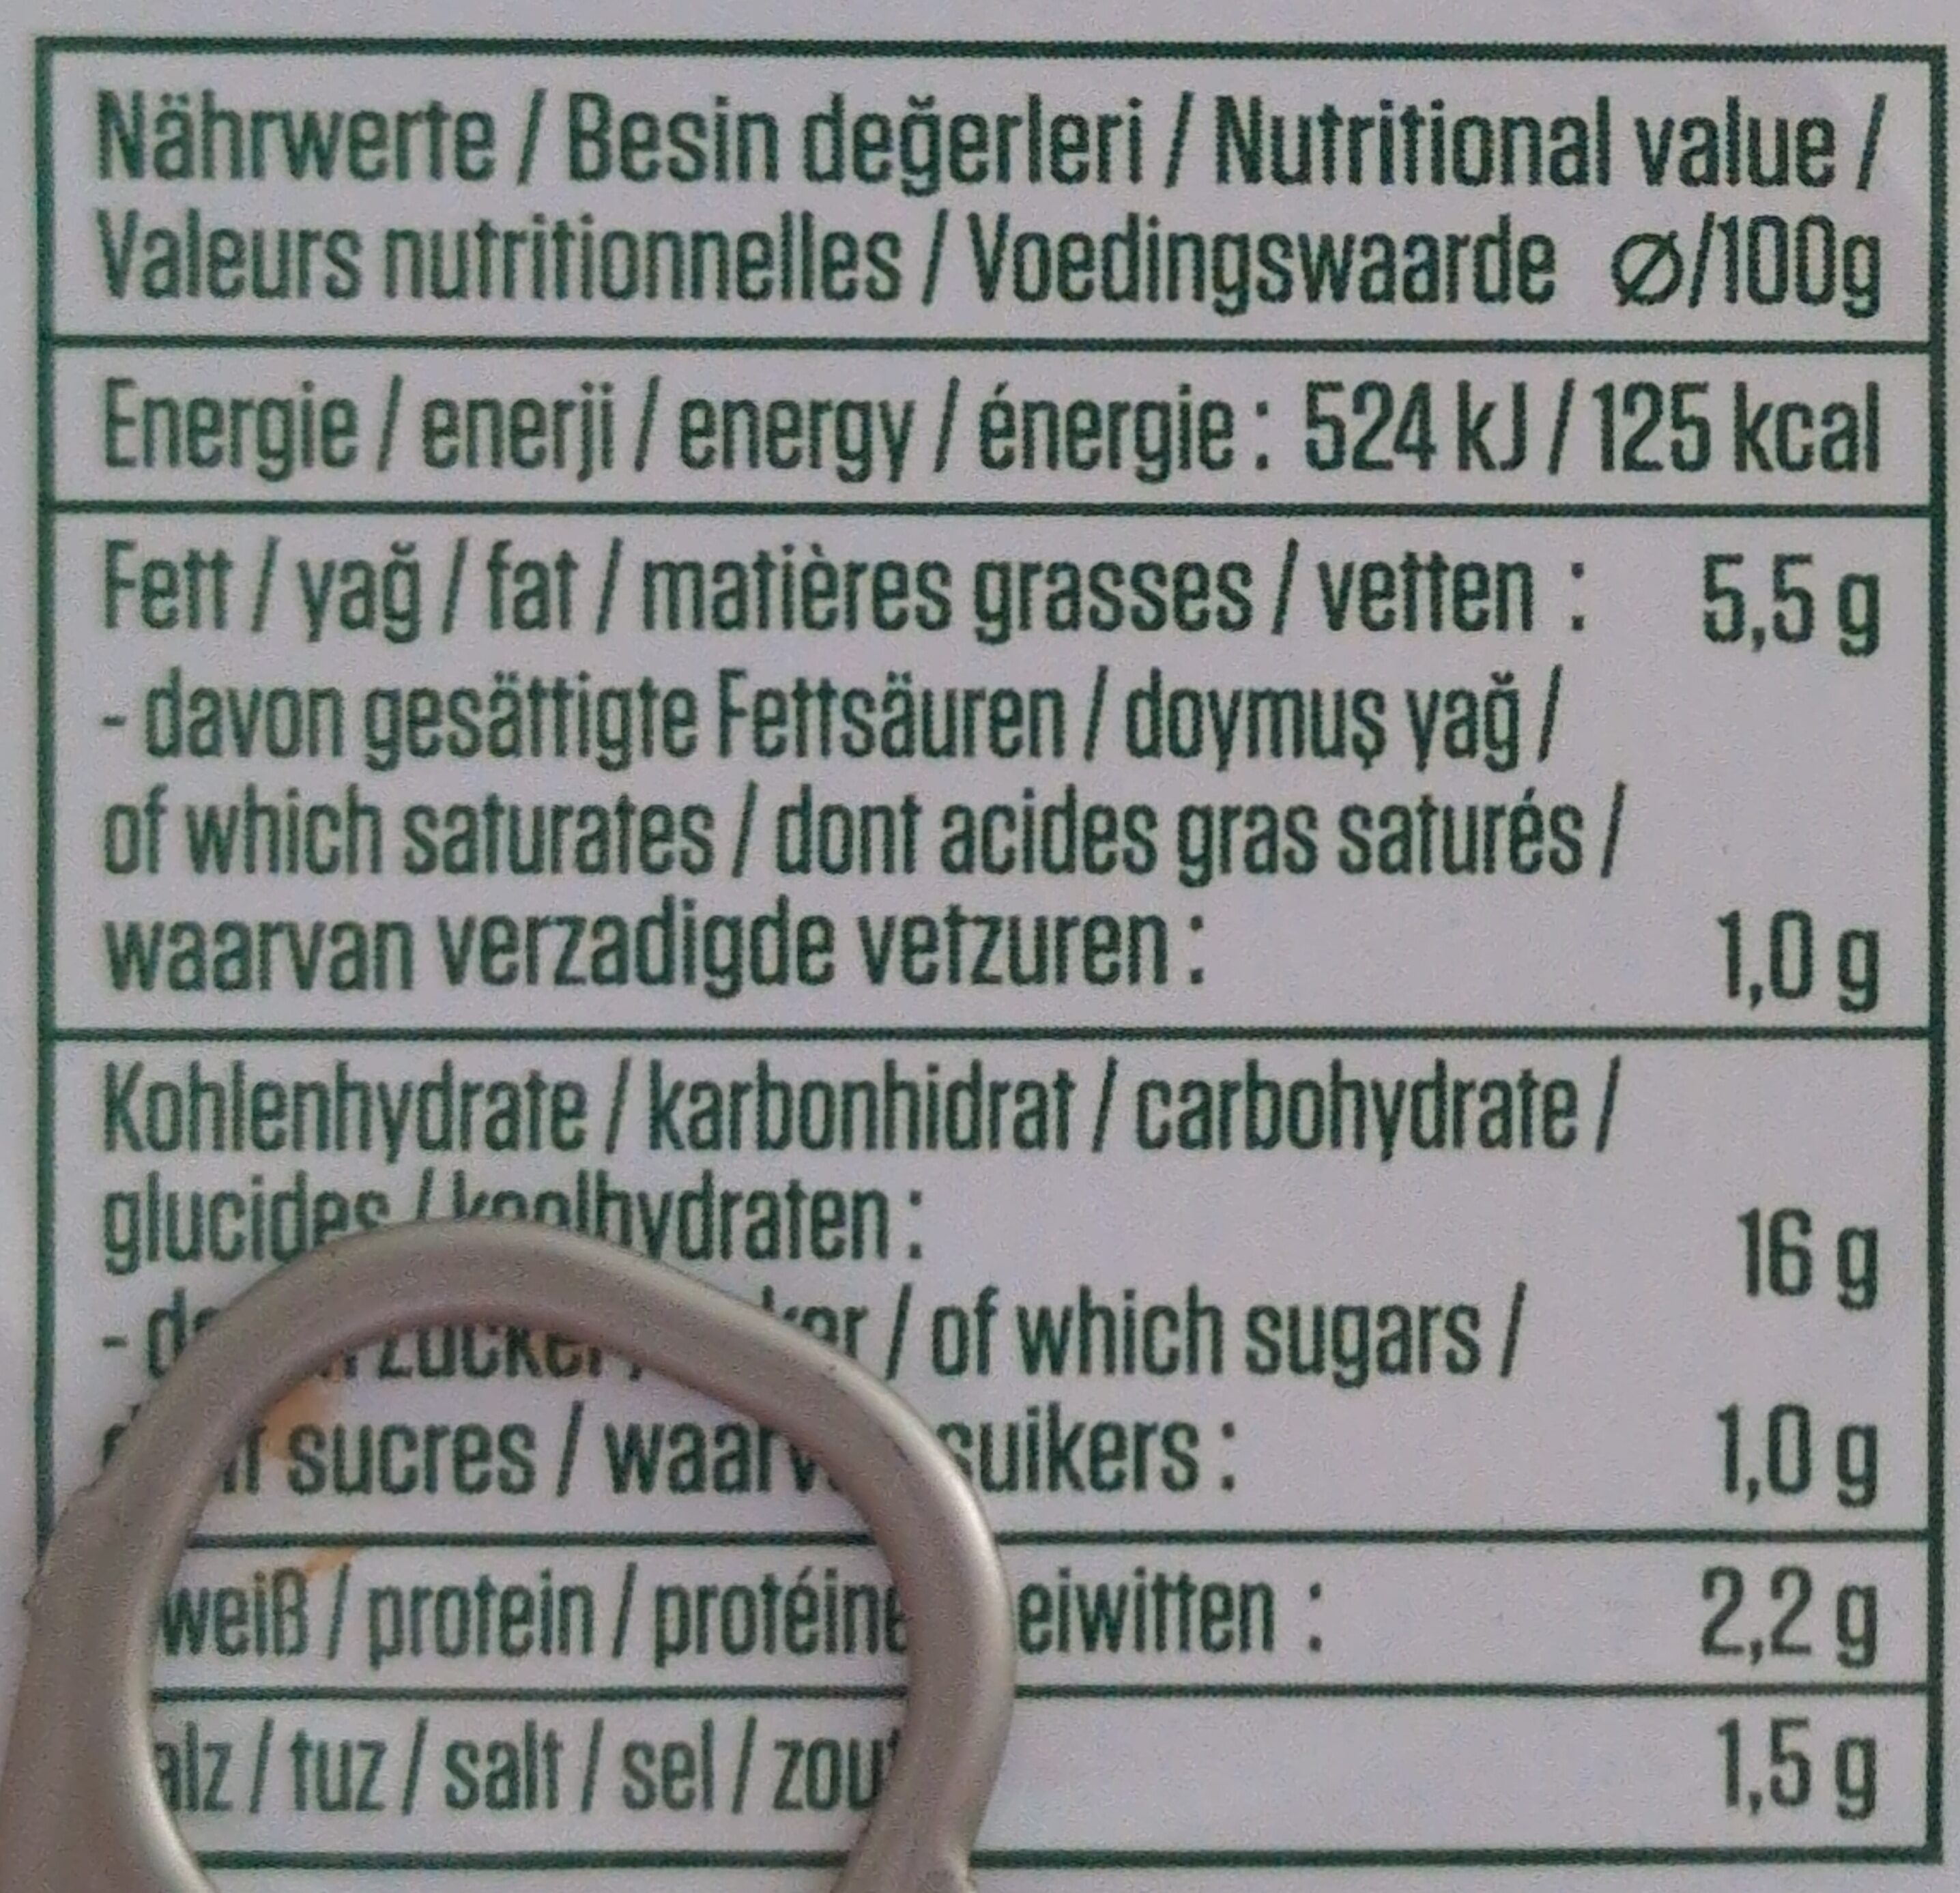 Nährwerte / Besin değerleri / Nutritional value /
Valeurs nutritionnelles / Voedingswaarde ∅/100g
Energie / enerji / energy / énergie : 524 kJ / 125 kcal
Fett / yağ / fat / matières grasses / vetten : 5,5 g
- davon gesättigte Fettsäuren / doymuş yağ /
of which saturates / dont acides gras saturés /
waarvan verzadigde vetzuren : 1,0 g
Kohlenhydrate / karbonhidrat / carbohydrate /
glucides / koolhydraten : 16 g
- / of which sugars /
sucres / suikers : 1,0 g
/ protein / eiwitten : 2,2 g
/ tuz / salt / sel / zout 1,5 g